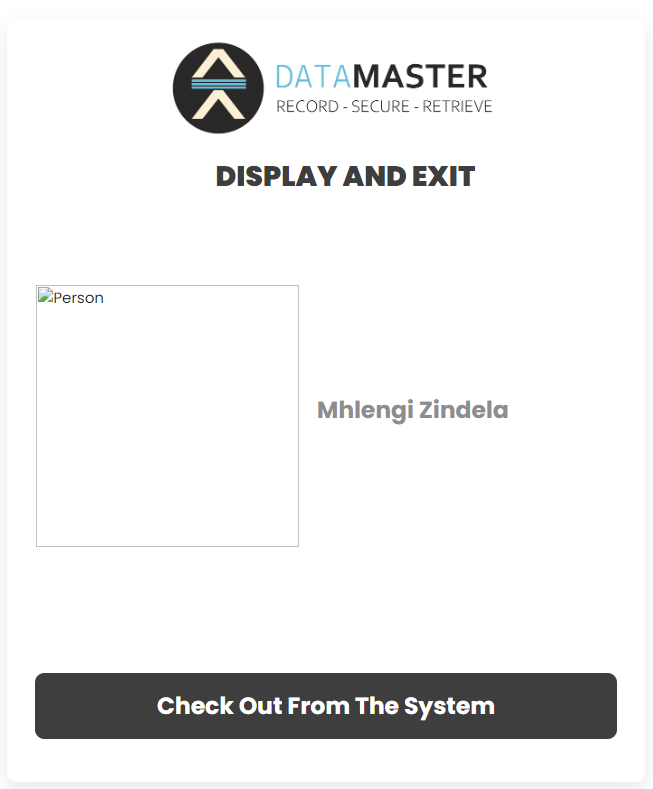 DATAMASTER
RECORD - SECURE - RETRIEVE
DISPLAY AND EXIT
Person
Mhlengi Zindela
Check Out From The System